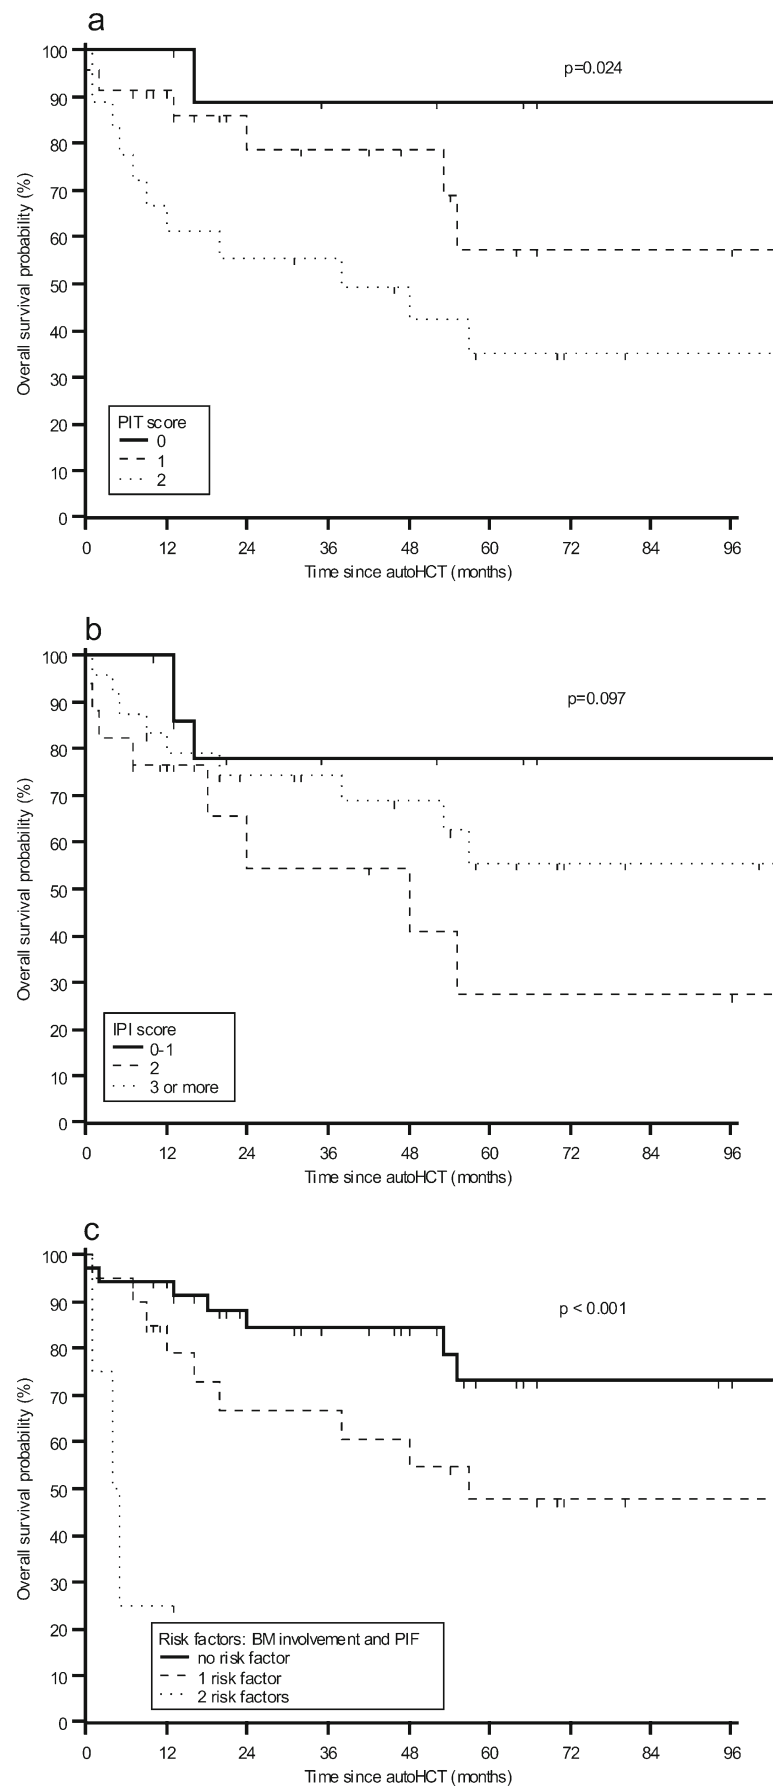 a
100
90
80
70
60
50
40
30
20
10
0
Overall survival probability (%)
p=0.024
PIT score
0
1
2
0 12 24 36 48 60 72 84 96
Time since autoHCT (months)
b
100
90
80
70
60
50
40
30
20
10
0
Overall survival probability (%)
p=0.097
IPI score
0-1
2
3 or more
0 12 24 36 48 60 72 84 96
Time since autoHCT (months)
c
100
90
80
70
60
50
40
30
20
10
0
Overall survival probability (%)
p < 0.001
Risk factors: BM involvement and PIF
no risk factor
1 risk factor
2 risk factors
0 12 24 36 48 60 72 84 96
Time since autoHCT (months)